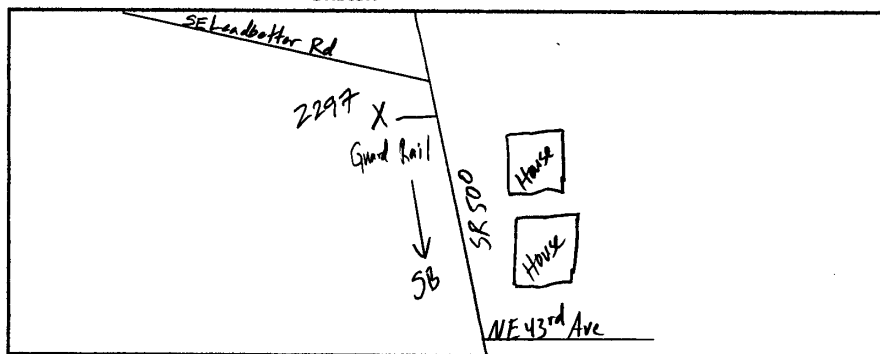 SE Leadbetter Rd
2297 X
Guard Rail
SR 500
House
House
SB
NE 43rd Ave